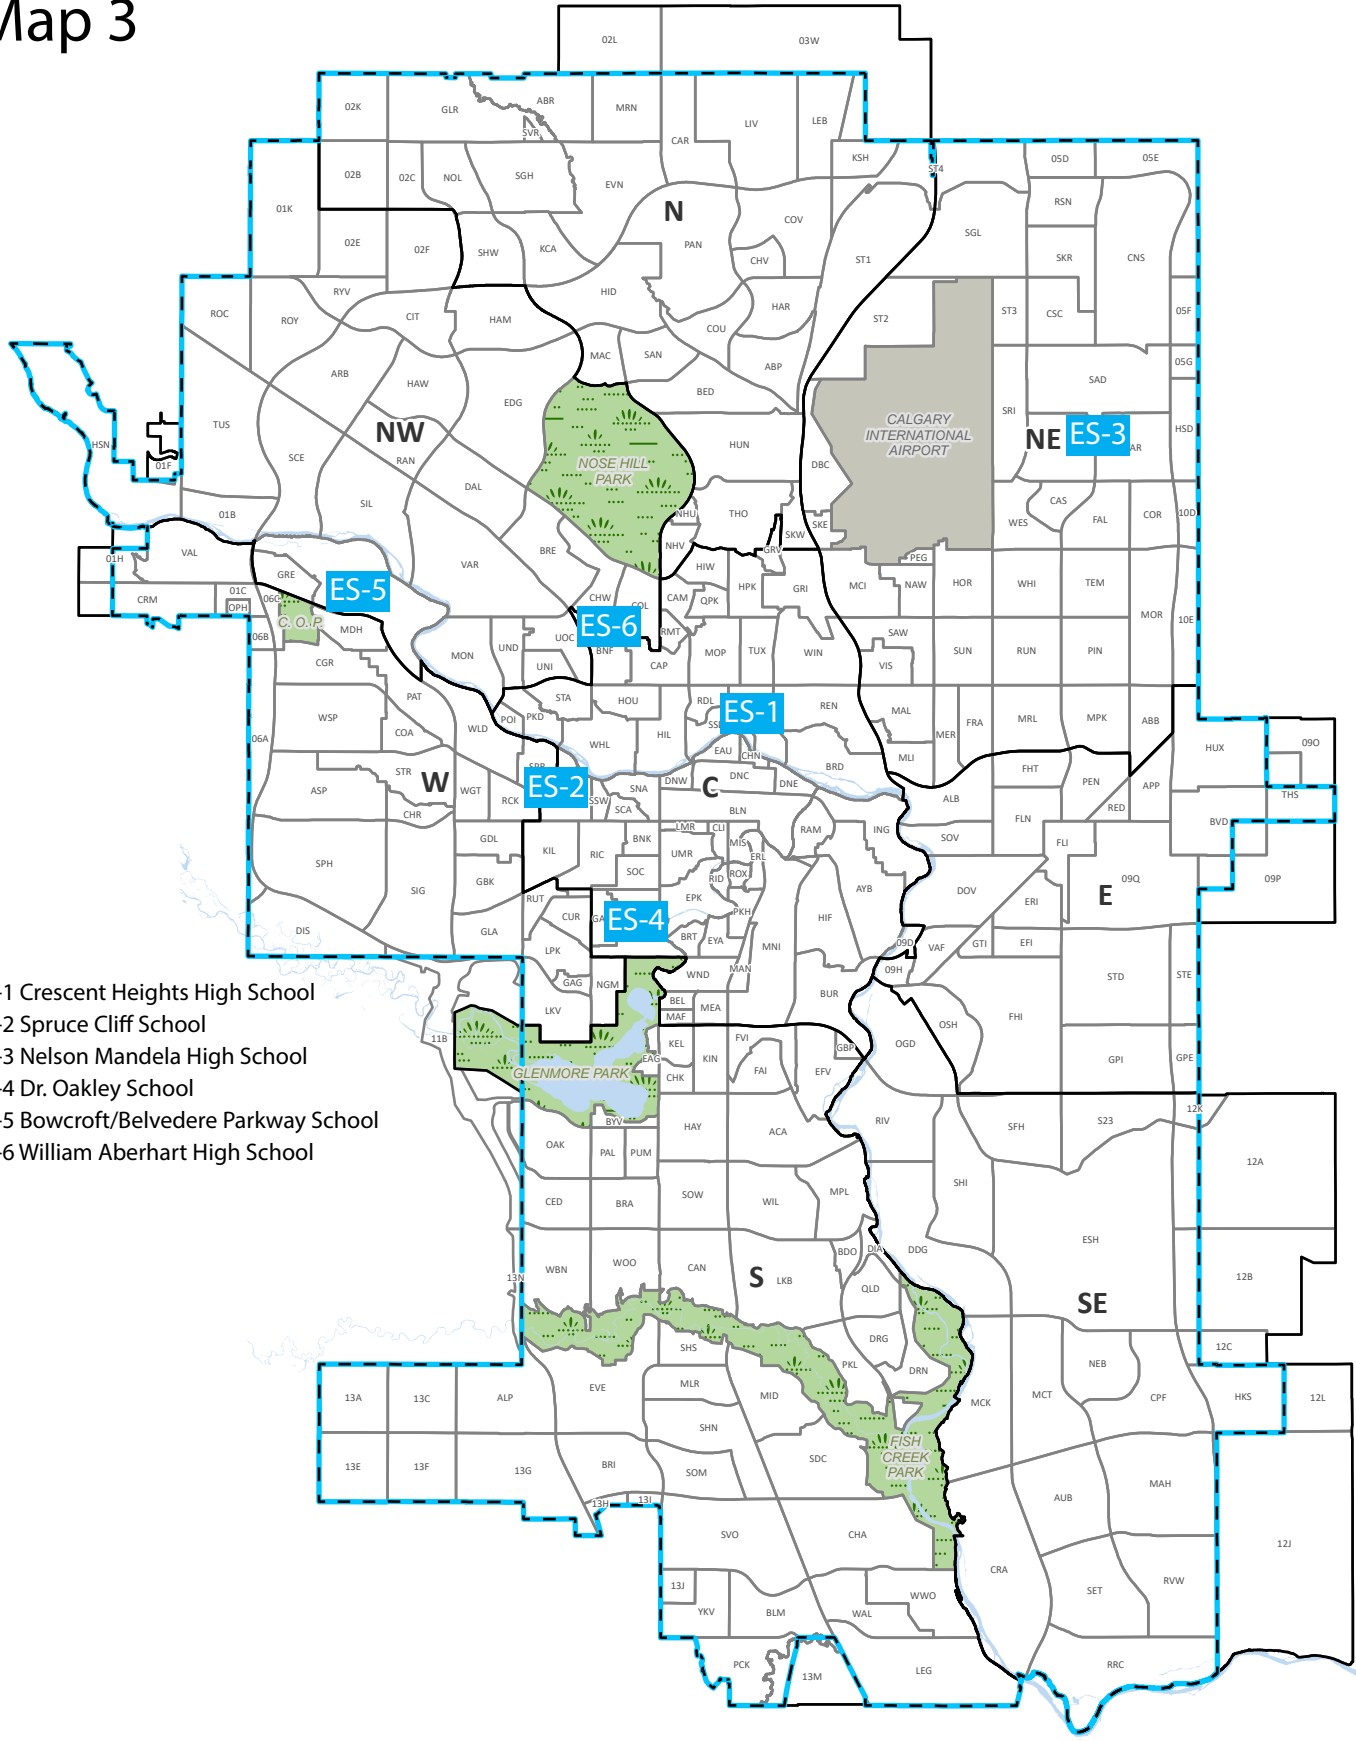 Map 3
02L 03W
02K GLR ABR MRN LIV LEB
SVR CAR
KSH ST4 05D 05E
02B 02C NOL SGH EVN
01K N RSN
02E 02F SHW KCA PAN COV SGL
CHV ST1 SKR CNS
RYV HID
ROC ROY CIT HAM HAR ST2 ST3 CSC 05F
COU
MAC SAN ABP 05G
ARB HAW BED SAD
EDG
TUS NW SRI
CALGARY
INTERNATIONAL
AIRPORT
NE ES-3 AR HSD
HSN 01F SCE RAN HUN DBC
NOSE HILL
PARK
DAL
SIL 01B NHU THO CAS
SKE WES FAL COR 10D
SKW
VAL BRE NHV GRV
01H VAR HIW PEG
GRE MCI NAW HOR WHI TEM
CRM 01C OPH 06C ES-5 CHW COL CAM QPK HPK GRI MOR 10E
C. O. P.
06B MDH UOC ES-6 RMT SAW
MON UND BNF MOP TUX WIN SUN RUN PIN
CGR UNI CAP VIS
PAT STA HOU RDL REN MAL
WSP POI PKD SS ES-1 FRA MRL MPK ABB
06A COA WLD WHL HIL MER HUX 09O
EAU CHN MLI
STR W SPR BRD FHT
ASP WGT RCK ES-2 SSW SNA DNW C DNC DNE PEN APP THS
CHR SCA BLN ALB RED
FLN BVD
GDL KIL RIC BNK LMR CLI RAM ING SOV FLI
SPH UMR MIS ERL
GBK SOC RID ROX 09Q 09P
SIG RUT EPK AYB DOV ERI E
CUR GA ES-4 PKH HIF
DIS GLA LPK BRT EYA MNI 09D VAF GTI EFI
WND MAN 09H STD STE
-1 Crescent Heights High School
GAG NGM BUR
BEL MEA
LKV MAF
-2 Spruce Cliff School
11B OSH FHI
-3 Nelson Mandela High School
KEL KIN FVI GBP OGD
EAG GPI GPE
GLENMORE PARK
CHK FAI EFV
-4 Dr. Oakley School
-5 Bowcroft/Belvedere Parkway School
BYV HAY ACA RIV SFH S23 12K
-6 William Aberhart High School
OAK PAL PUM 12A
CED BRA SOW WIL MPL SHI
BDO DIA DDG ESH
WBN WOO CAN S LKB 12B
13N QLD SE
SHS DRG 12C
PKL NEB
13A 13C ALP EVE MLR MID DRN MCK MCT CPF HKS 12L
SHN
FISH
CREEK
PARK
13E 13F 13G BRI SOM SDC MAH
13H 13I AUB
SVO CHA 12J
CRA
13J SET RVW
YKV BLM WAL WWO
PCK 13M LEG RRC